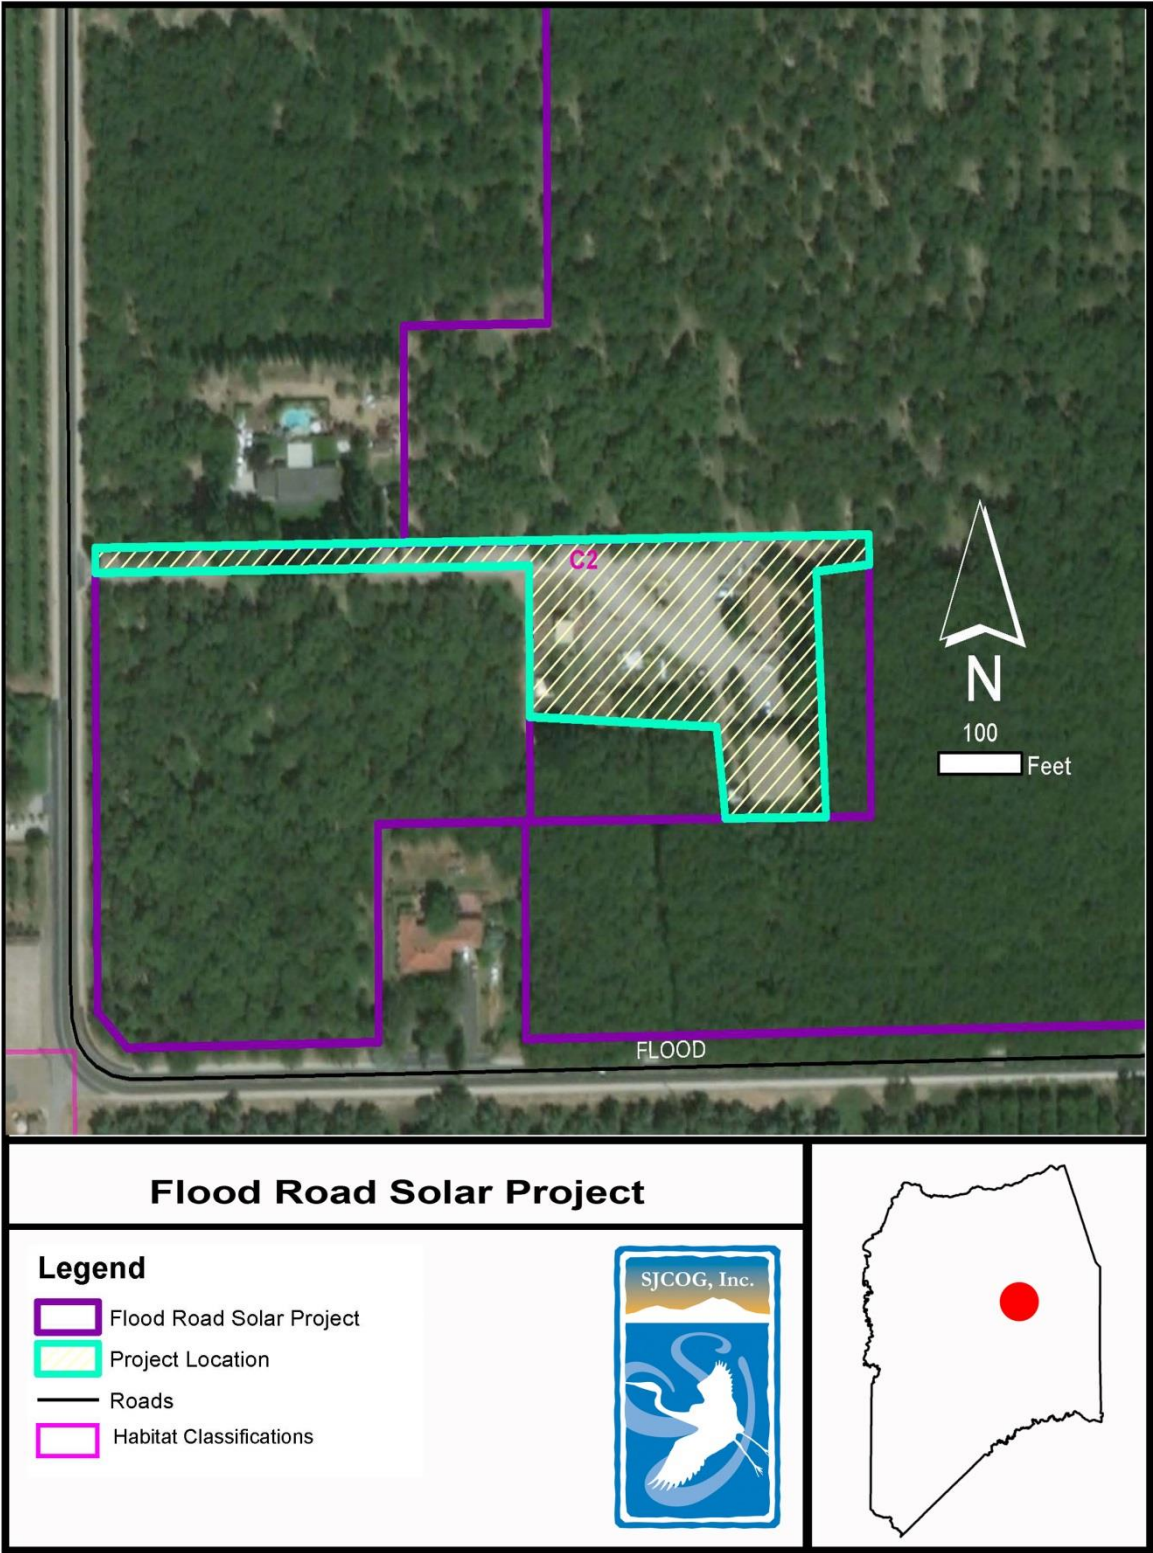 C2
N
100
Feet
FLOOD
Flood Road Solar Project
Legend
Flood Road Solar Project
Project Location
Roads
Habitat Classifications
SJCOG, Inc.